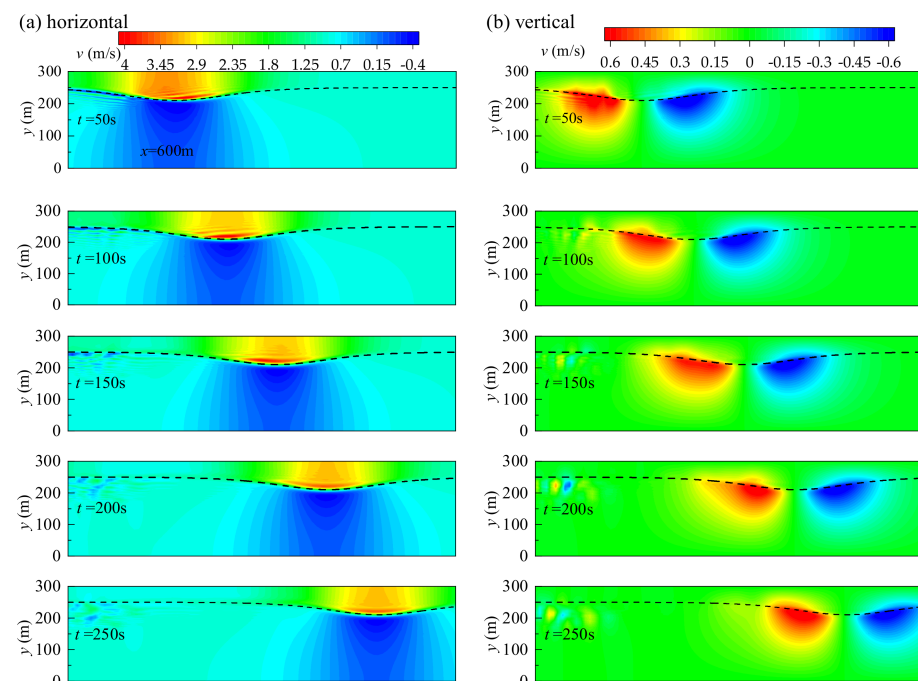 (a) horizontal
v (m/s)
4 3.45 2.9 2.35 1.8 1.25 0.7 0.15 -0.4
y (m)
300
200
100
0
t=50s
x=600m
y (m)
300
200
100
0
t =100s
y (m)
300
200
100
0
t =150s
y (m)
300
200
100
0
t =200s
y (m)
300
200
100
0
t =250s
(b) vertical
v (m/s)
0.6 0.45 0.3 0.15 0 -0.15 -0.3 -0.45 -0.6
y (m)
300
200
100
0
t=50s
y (m)
300
200
100
0
t =100s
y (m)
300
200
100
0
t =150s
y (m)
300
200
100
0
t =200s
y (m)
300
200
100
0
t =250s